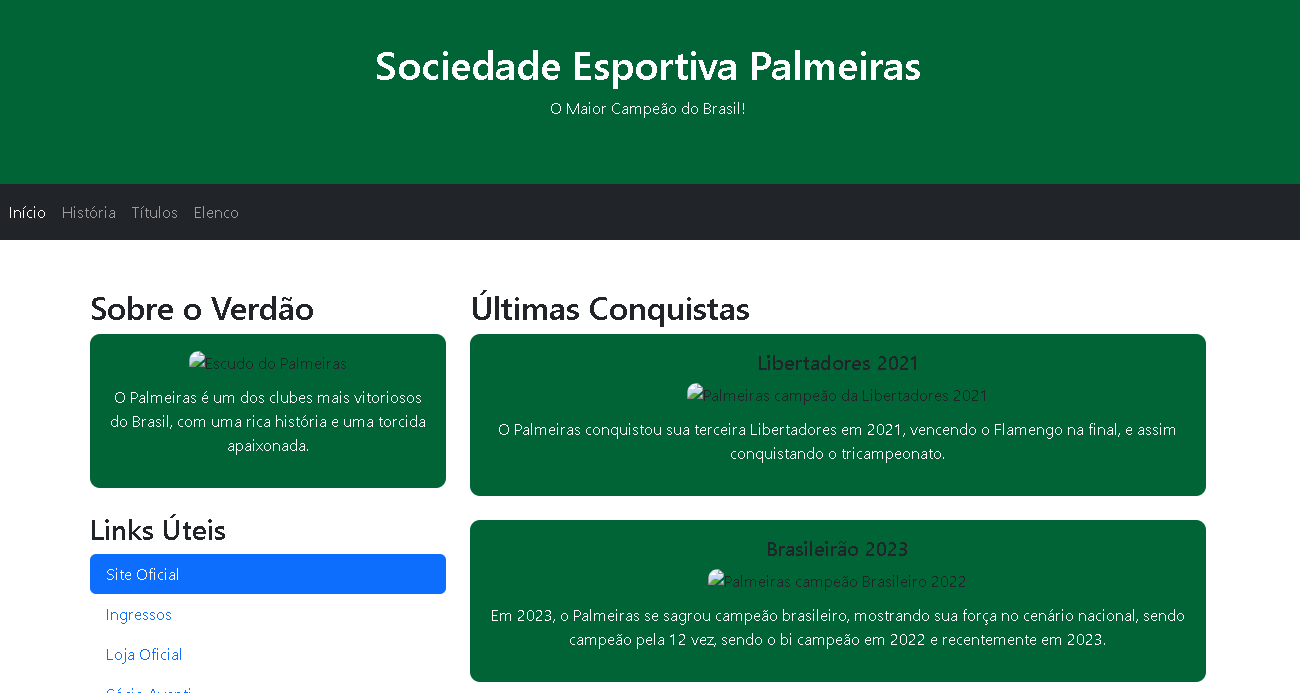 Sociedade Esportiva Palmeiras
O Maior Campeão do Brasil!
Início História Títulos Elenco
Sobre o Verdão
Escudo do Palmeiras
O Palmeiras é um dos clubes mais vitoriosos
do Brasil, com uma rica história e uma torcida
apaixonada.
Links Úteis
Site Oficial
Ingressos
Loja Oficial
Sócio Avanti
Últimas Conquistas
Libertadores 2021
Palmeiras campeão da Libertadores 2021
O Palmeiras conquistou sua terceira Libertadores em 2021, vencendo o Flamengo na final, e assim
conquistando o tricampeonato.
Brasileirão 2023
Palmeiras campeão Brasileiro 2022
Em 2023, o Palmeiras se sagrou campeão brasileiro, mostrando sua força no cenário nacional, sendo
campeão pela 12 vez, sendo o bi campeão em 2022 e recentemente em 2023.